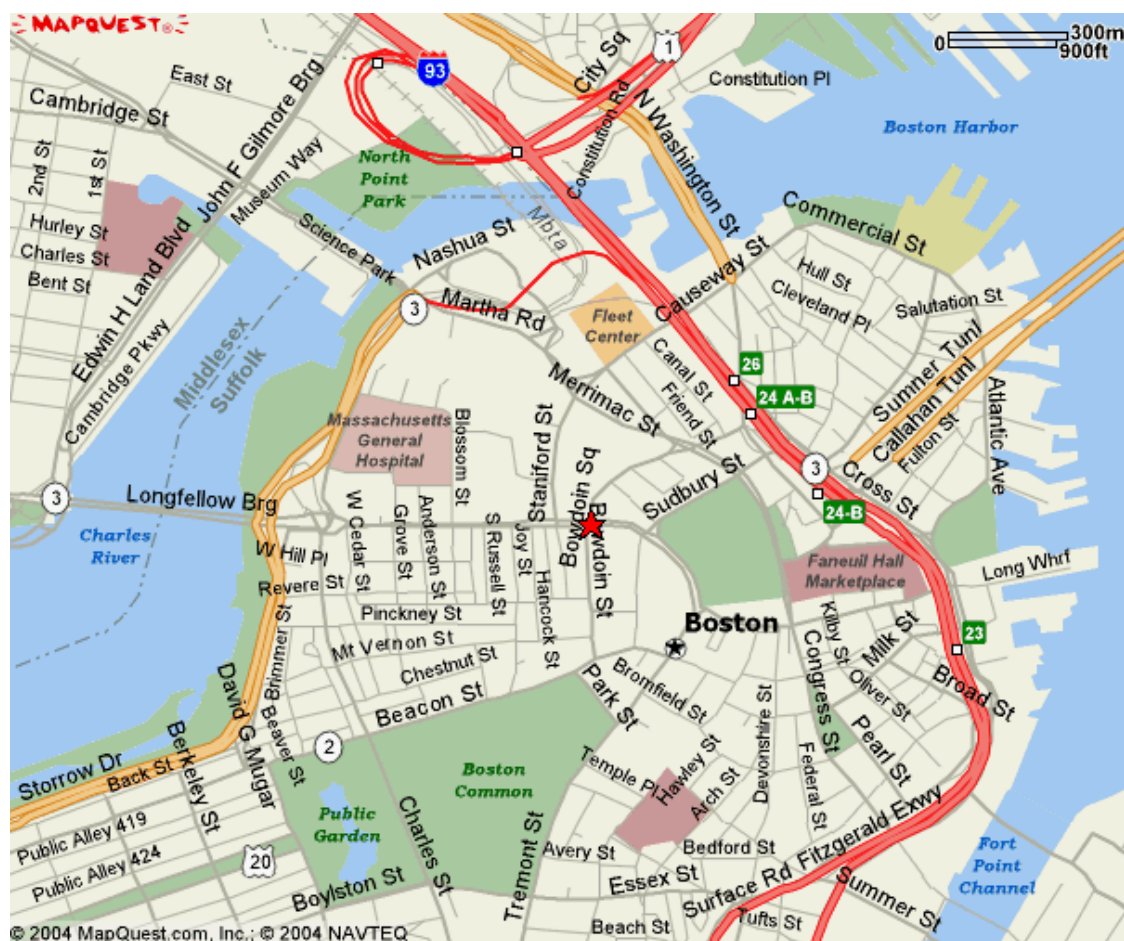 MAPQUEST®
0 300m
900ft
93
1
City Sq
Constitution Pl
Constitution Rd
N Washington St
Boston Harbor
East St
Cambridge St
John F Gilmore Brg
2nd St
1st St
Museum Way
North
Point
Park
Hurley St
Charles St
Bent St
Edwin H Land Blvd
Science Park
Nashua St
Mbta
Commercial St
Causeway St
Hull St
Cleveland Pl
Salutation St
3
Martha Rd
Fleet
Center
Cambridge Pkwy
Middlesex
Suffolk
Canal St
Friend St
Merrimac St
26
24 A-B
Sumner Tunl
Callahan Tunl
Atlantic Ave
Fulton St
Massachusetts
General
Hospital
Blossom St
Staniford St
Bowdoin Sq
Bowdoin St
Sudbury St
3
Cross St
24-B
3
Longfellow Brg
Charles
River
W Hill Pl
W Cedar St
Grove St
Anderson St
S Russell St
Joy St
Hancock St
Revere St
Faneuil Hall
Marketplace
Long Whrf
Pinckney St
Mt Vernon St
Chestnut St
Boston
Kilby St
Milk St
23
Brimmer St
Beacon St
Park St
Bromfield St
Congress St
Oliver St
Broad St
David G Mugar
Beaver St
Berkeley St
Storrow Dr
Back St
2
Boston
Common
Temple Pl
Hawley St
Arch St
Devonshire St
Federal St
Pearl St
Public
Garden
Charles St
Tremont St
Public Alley 419
Public Alley 424
20
Boylston St
Avery St
Bedford St
Essex St
Beach St
Surface Rd
Fitzgerald Exwy
Tufts St
Summer St
Fort
Point
Channel
© 2004 MapQuest.com, Inc.; © 2004 NAVTEQ